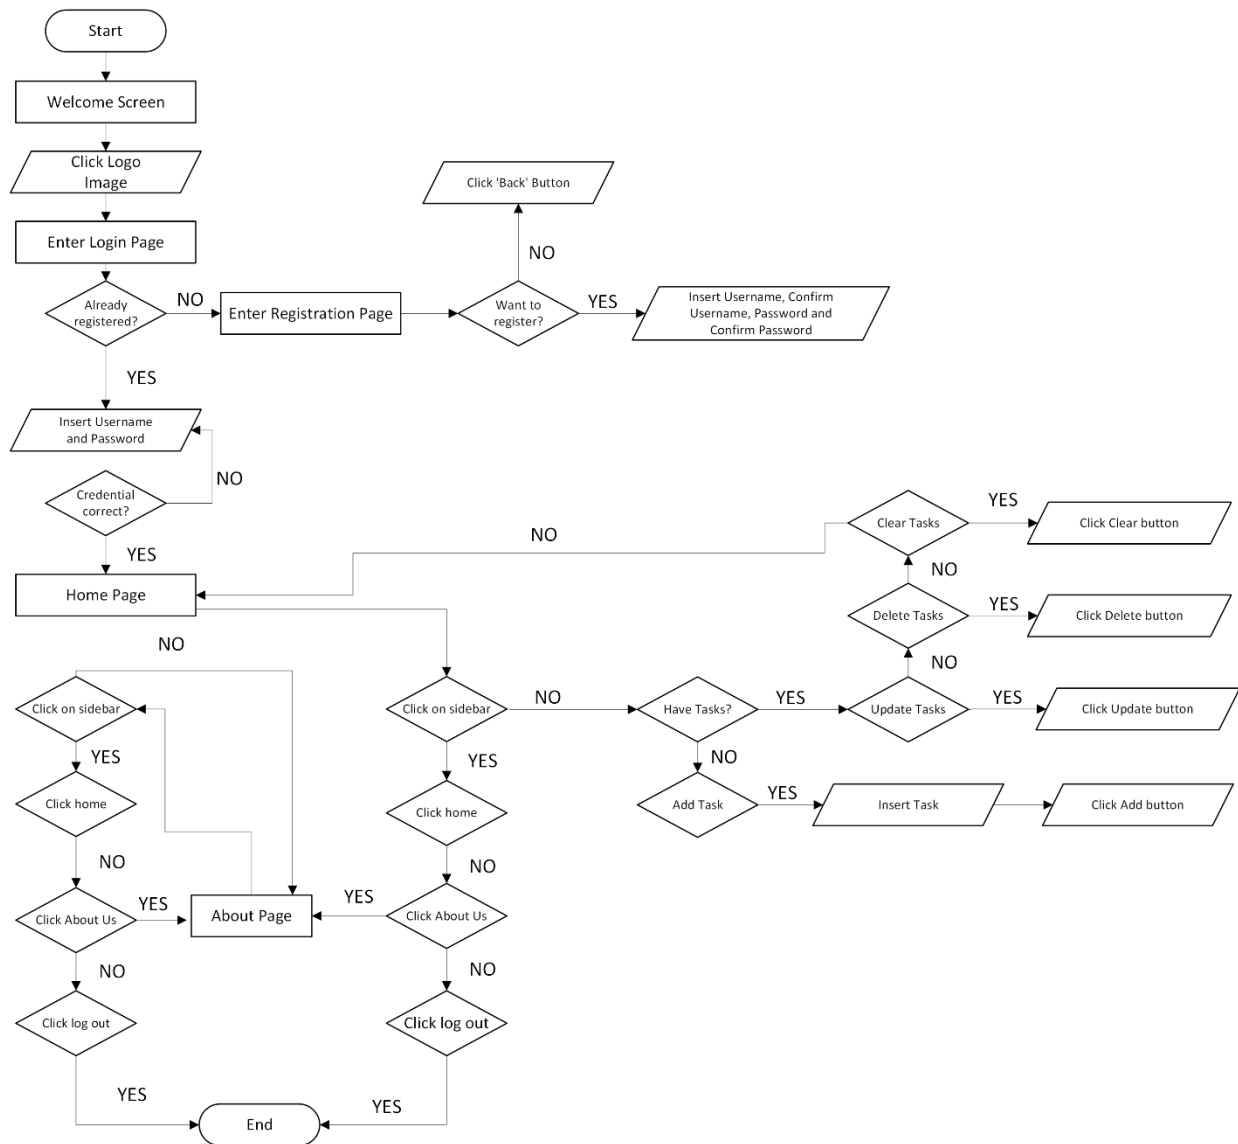 Start
Welcome Screen
Click Logo
Image
Click 'Back' Button
Enter Login Page
NO
Already
registered?
NO
Enter Registration Page
Want to
register?
YES
Insert Username, Confirm
Username, Password and
Confirm Password
YES
Insert Username
and Password
NO
Credential
correct?
YES
Home Page
NO
Clear Tasks
YES
Click Clear button
NO
Delete Tasks
YES
Click Delete button
NO
NO
Click on sidebar
YES
Click home
NO
Click About Us
YES
About Page
NO
Click log out
YES
Click on sidebar
NO
Have Tasks?
YES
Update Tasks
YES
Click Update button
YES
NO
Click home
Add Task
YES
Insert Task
Click Add button
NO
YES
Click About Us
NO
Click log out
YES
End